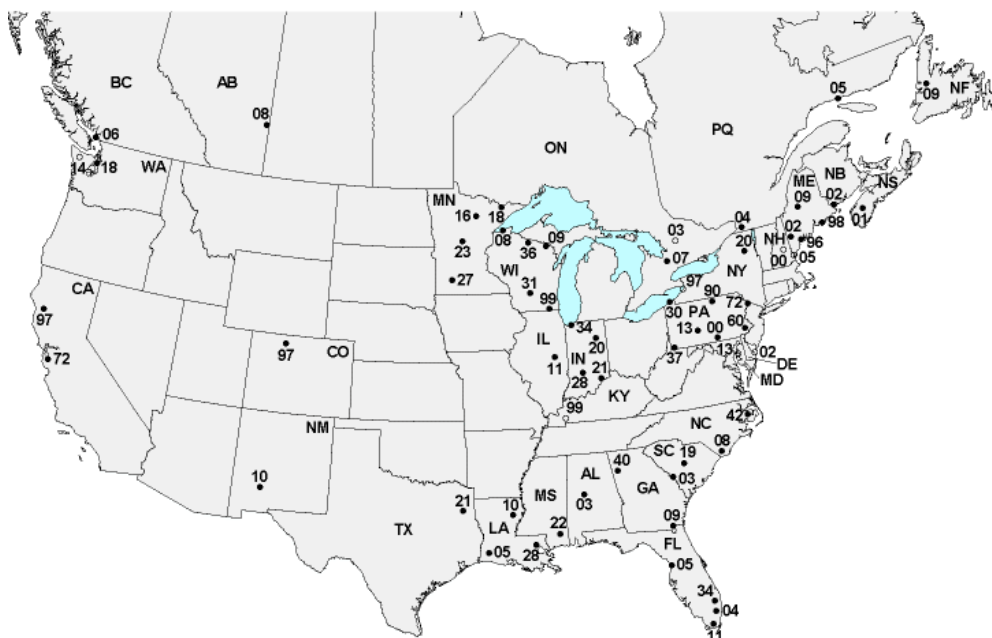 05
BC
AB
09
NF
08
PQ
06
ON
14
18
WA
ME
NB
NS
MN
09
02
16
18
01
04
02
98
08
09
03
23
36
20
NH
96
07
00
05
WI
NY
27
97
CA
31
90
99
30
PA
72
97
34
13
00
60
IL
20
37
13
02
97
CO
11
IN
21
DE
72
28
MD
KY
99
42
NM
NC
SC
19
08
40
AL
10
GA
03
MS
03
21
10
TX
LA
22
09
05
28
FL
05
34
04
11